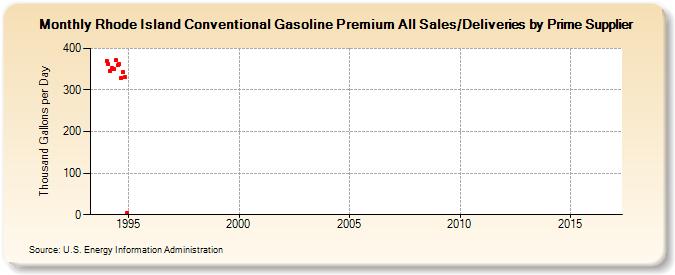 Monthly Rhode Island Conventional Gasoline Premium All Sales/Deliveries by Prime Supplier
Thousand Gallons per Day
400
300
200
100
0
1995 2000 2005 2010 2015
Source: U.S. Energy Information Administration